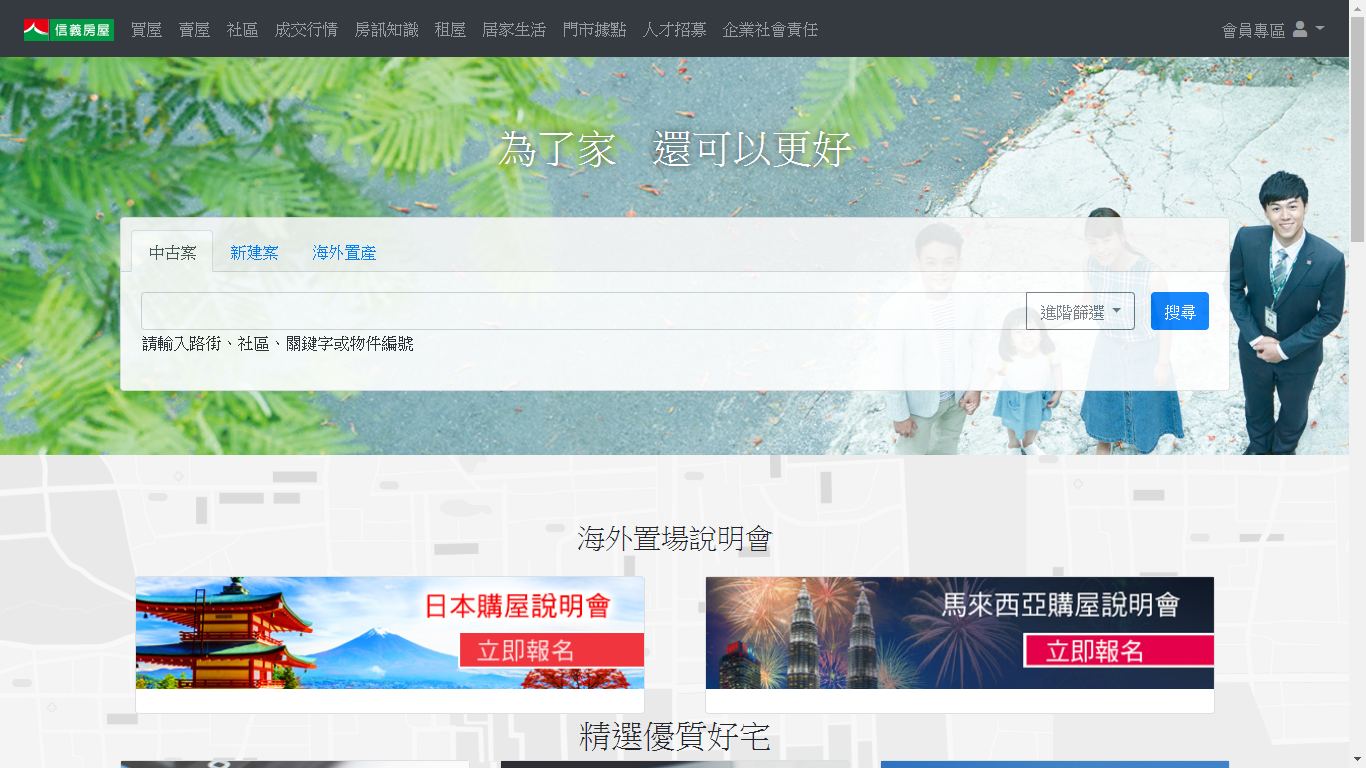 信義房屋 買屋 賣屋 社區 成交行情 房訊知識 租屋 居家生活 門市據點 人才招募 企業社會責任 會員專區
為了家 還可以更好
中古案 新建案 海外置產
進階篩選 搜尋
請輸入路街、社區、關鍵字或物件編號
海外置場說明會
日本購屋說明會
立即報名
馬來西亞購屋說明會
立即報名
精選優質好宅